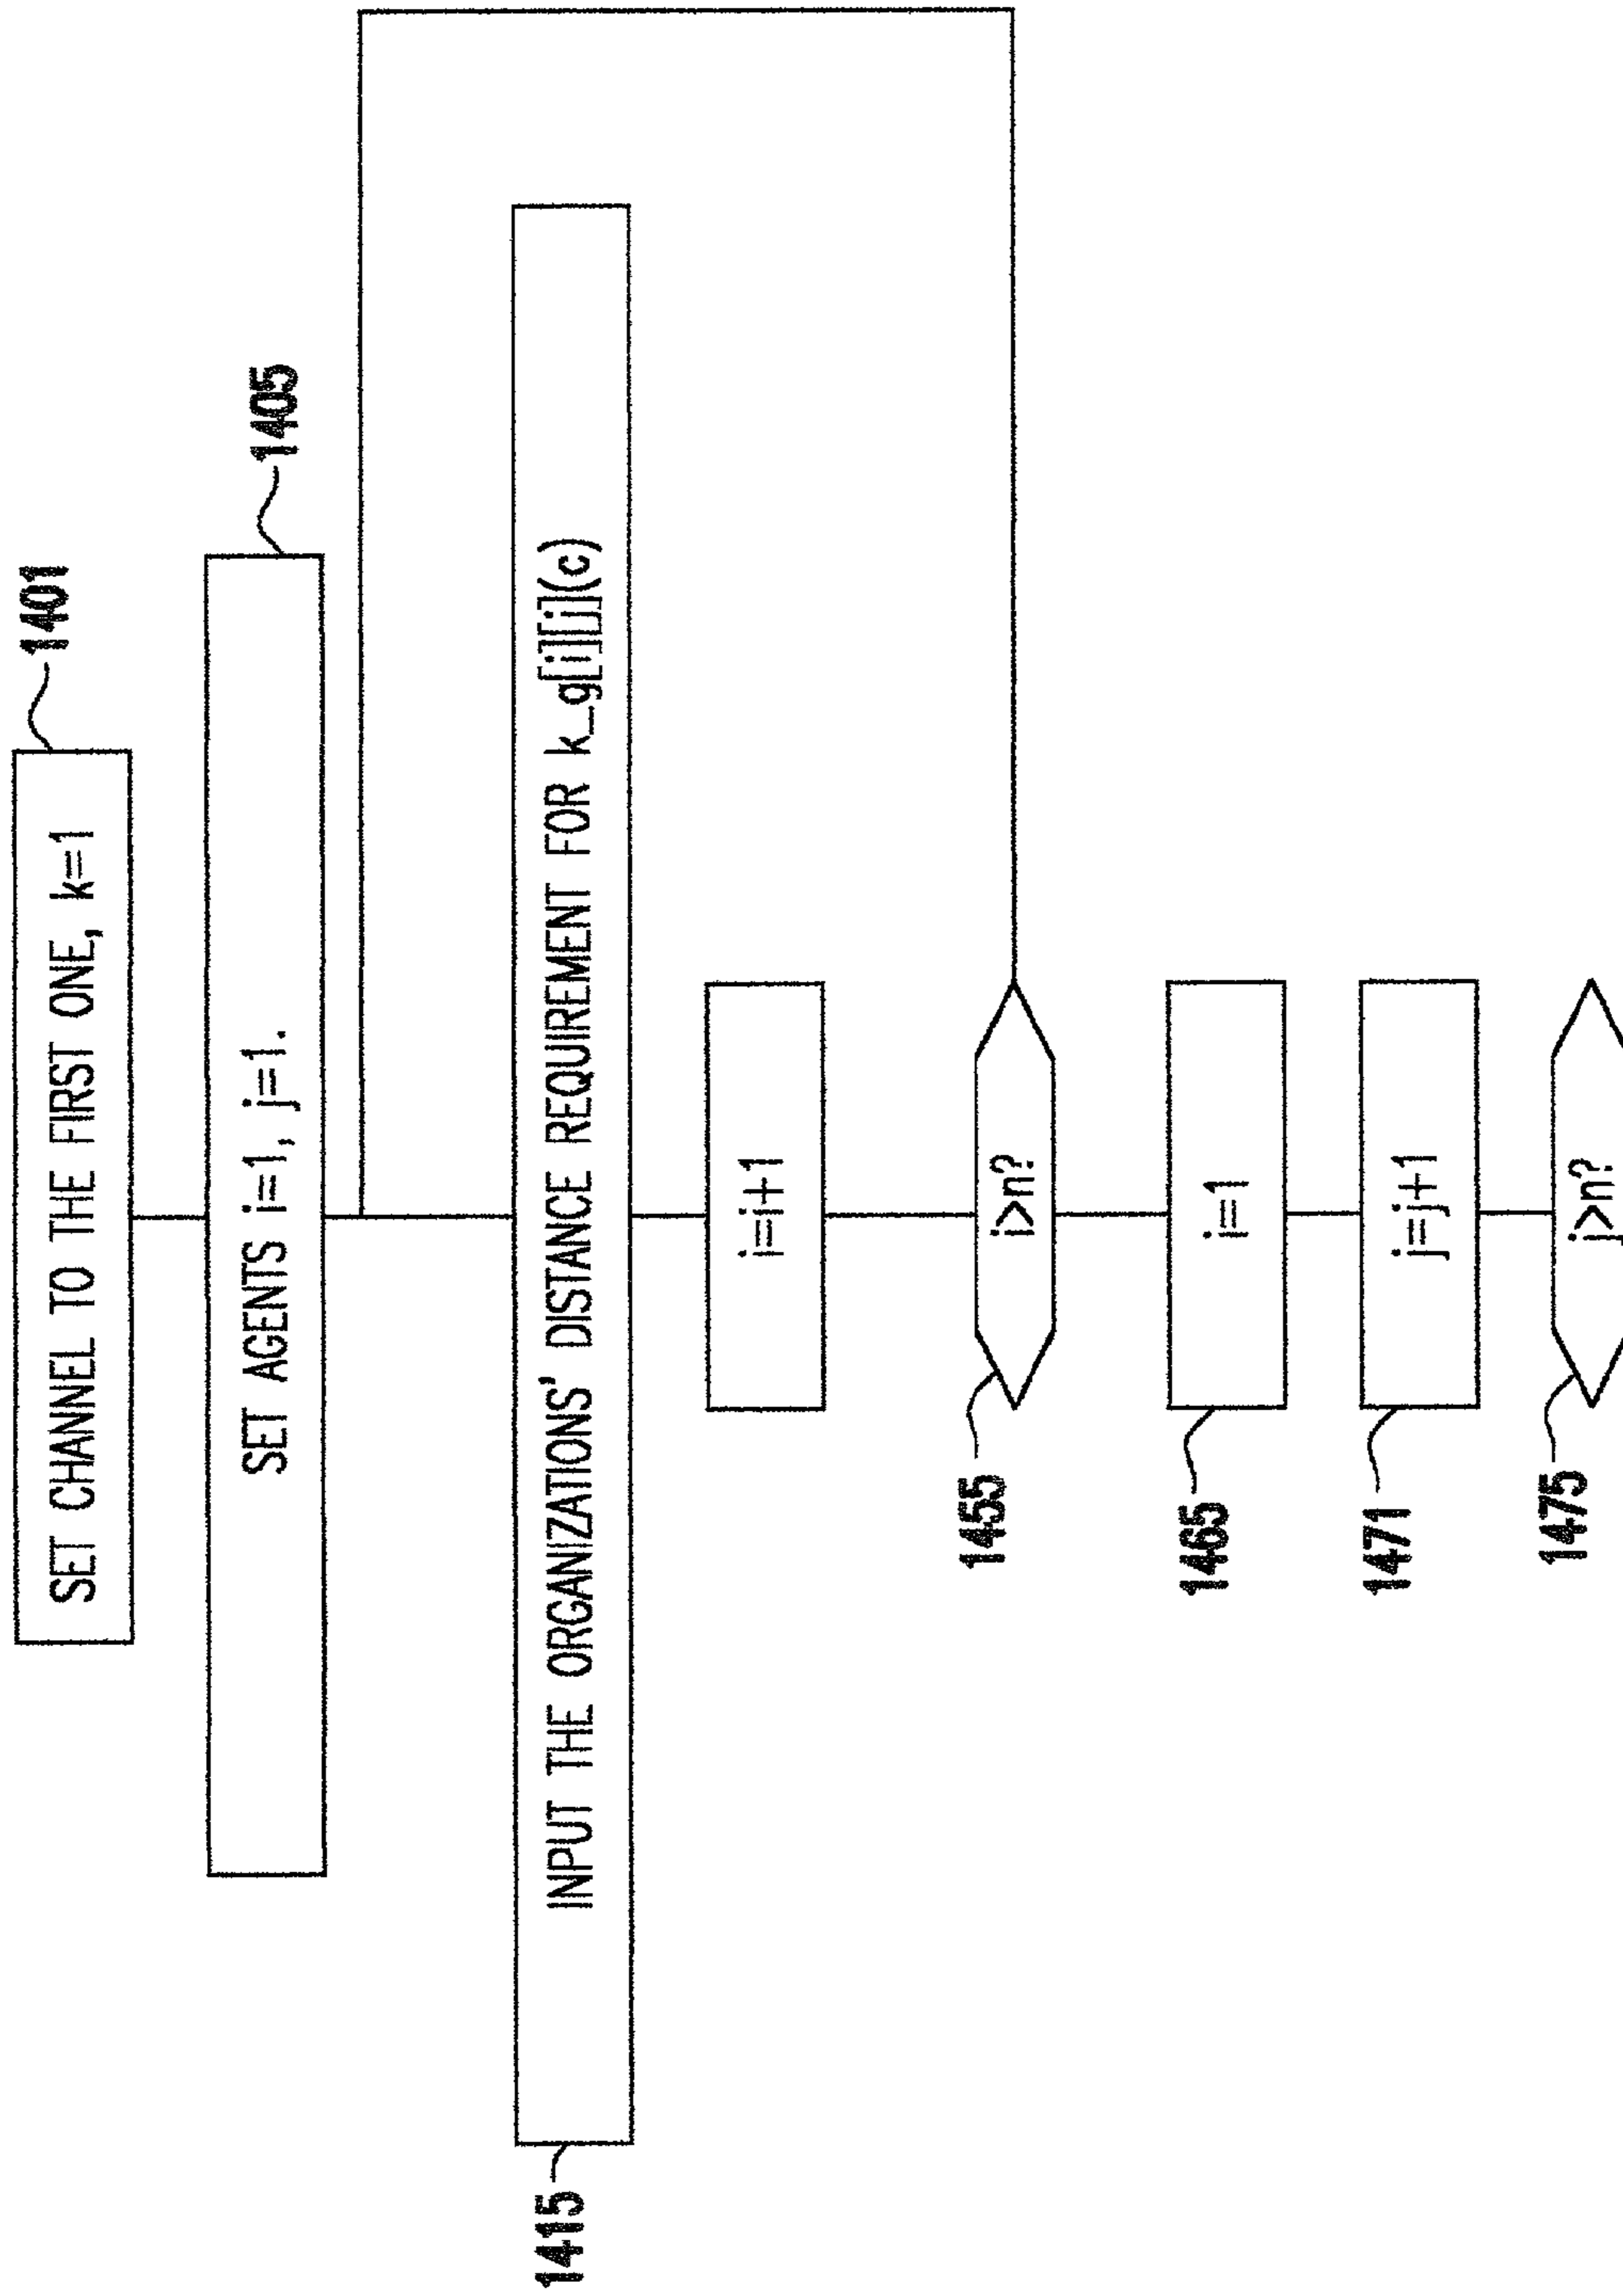 SET CHANNEL TO THE FIRST ONE, k=1
1401
SET AGENTS i=1, j=1.
1405
INPUT THE ORGANIZATIONS' DISTANCE REQUIREMENT FOR k_g[i][j](c)
1415
i=i+1
i>n?
1455
i=1
1465
j=j+1
1471
j>n?
1475